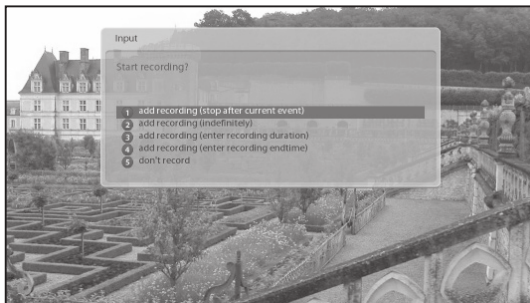 Input
Start recording?
1 add recording (stop after current event)
2 add recording (indefinitely)
3 add recording (enter recording duration)
4 add recording (enter recording endtime)
5 don't record